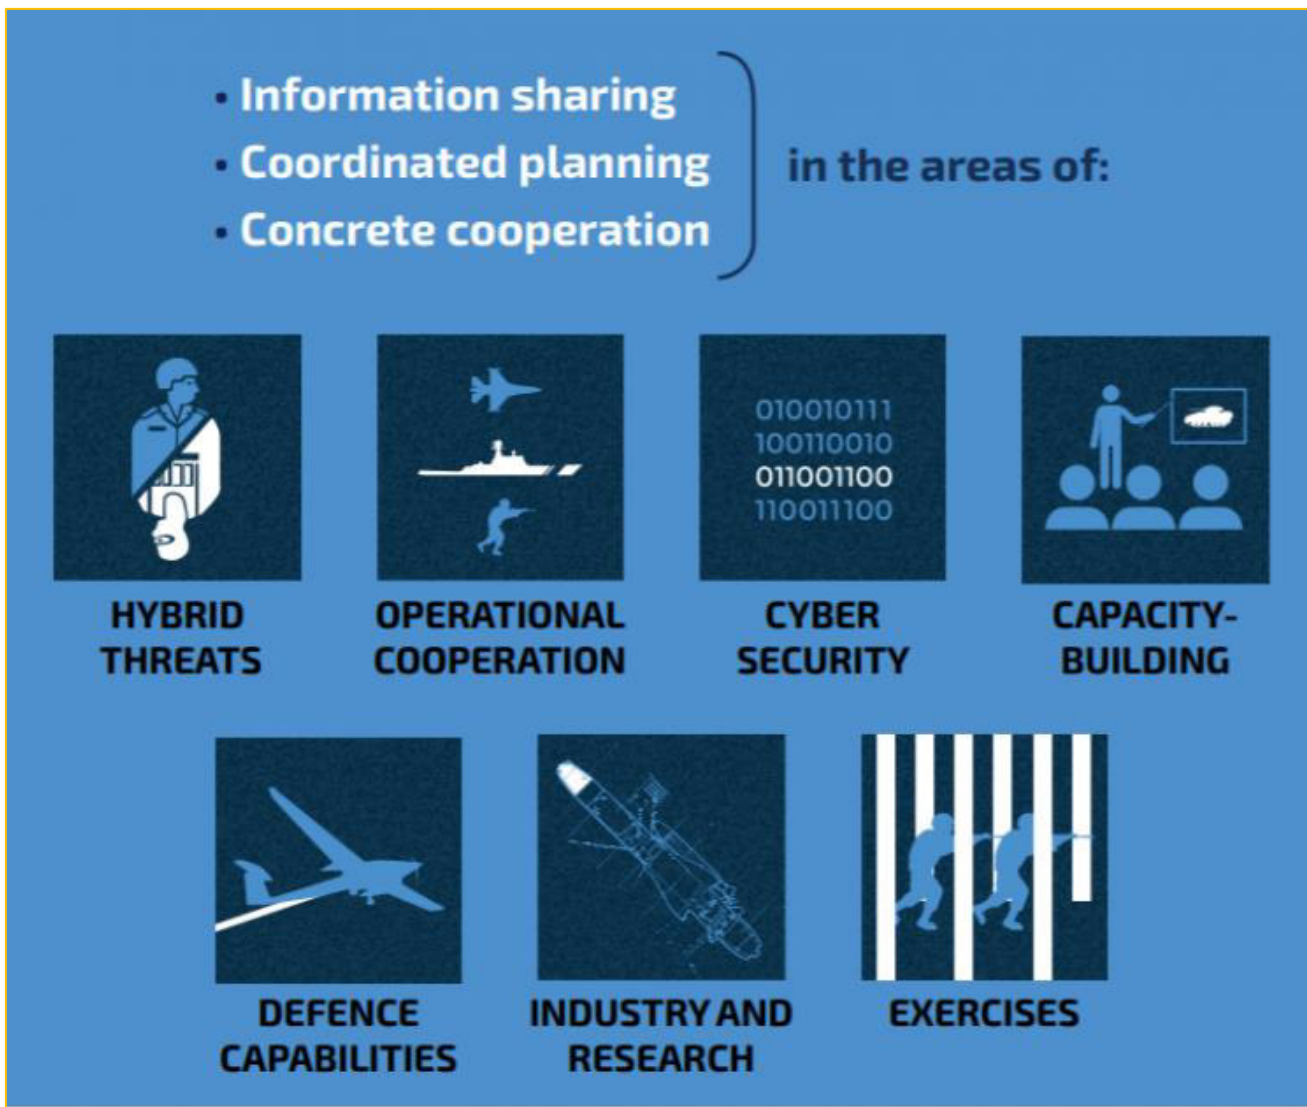 • Information sharing
• Coordinated planning
• Concrete cooperation
in the areas of:
010010111
100110010
011001100
110011100
HYBRID
THREATS
OPERATIONAL
COOPERATION
CYBER
SECURITY
CAPACITY-
BUILDING
DEFENCE
CAPABILITIES
INDUSTRY AND
RESEARCH
EXERCISES